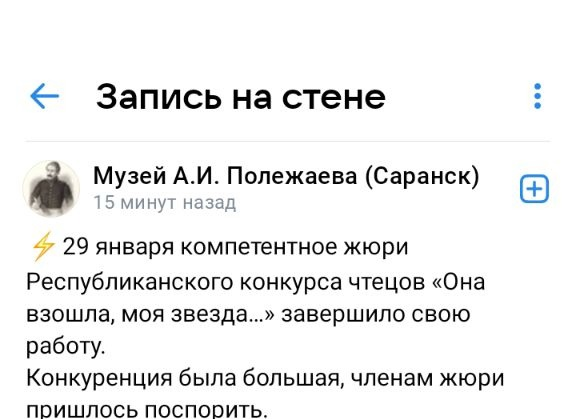 Запись на стене
Музей А.И. Полежаева (Саранск)
15 минут назад
⚡ 29 января компетентное жюри
Республиканского конкурса чтецов «Она
взошла, моя звезда...» завершило свою
работу.
Конкуренция была большая, членам жюри
пришлось поспорить.